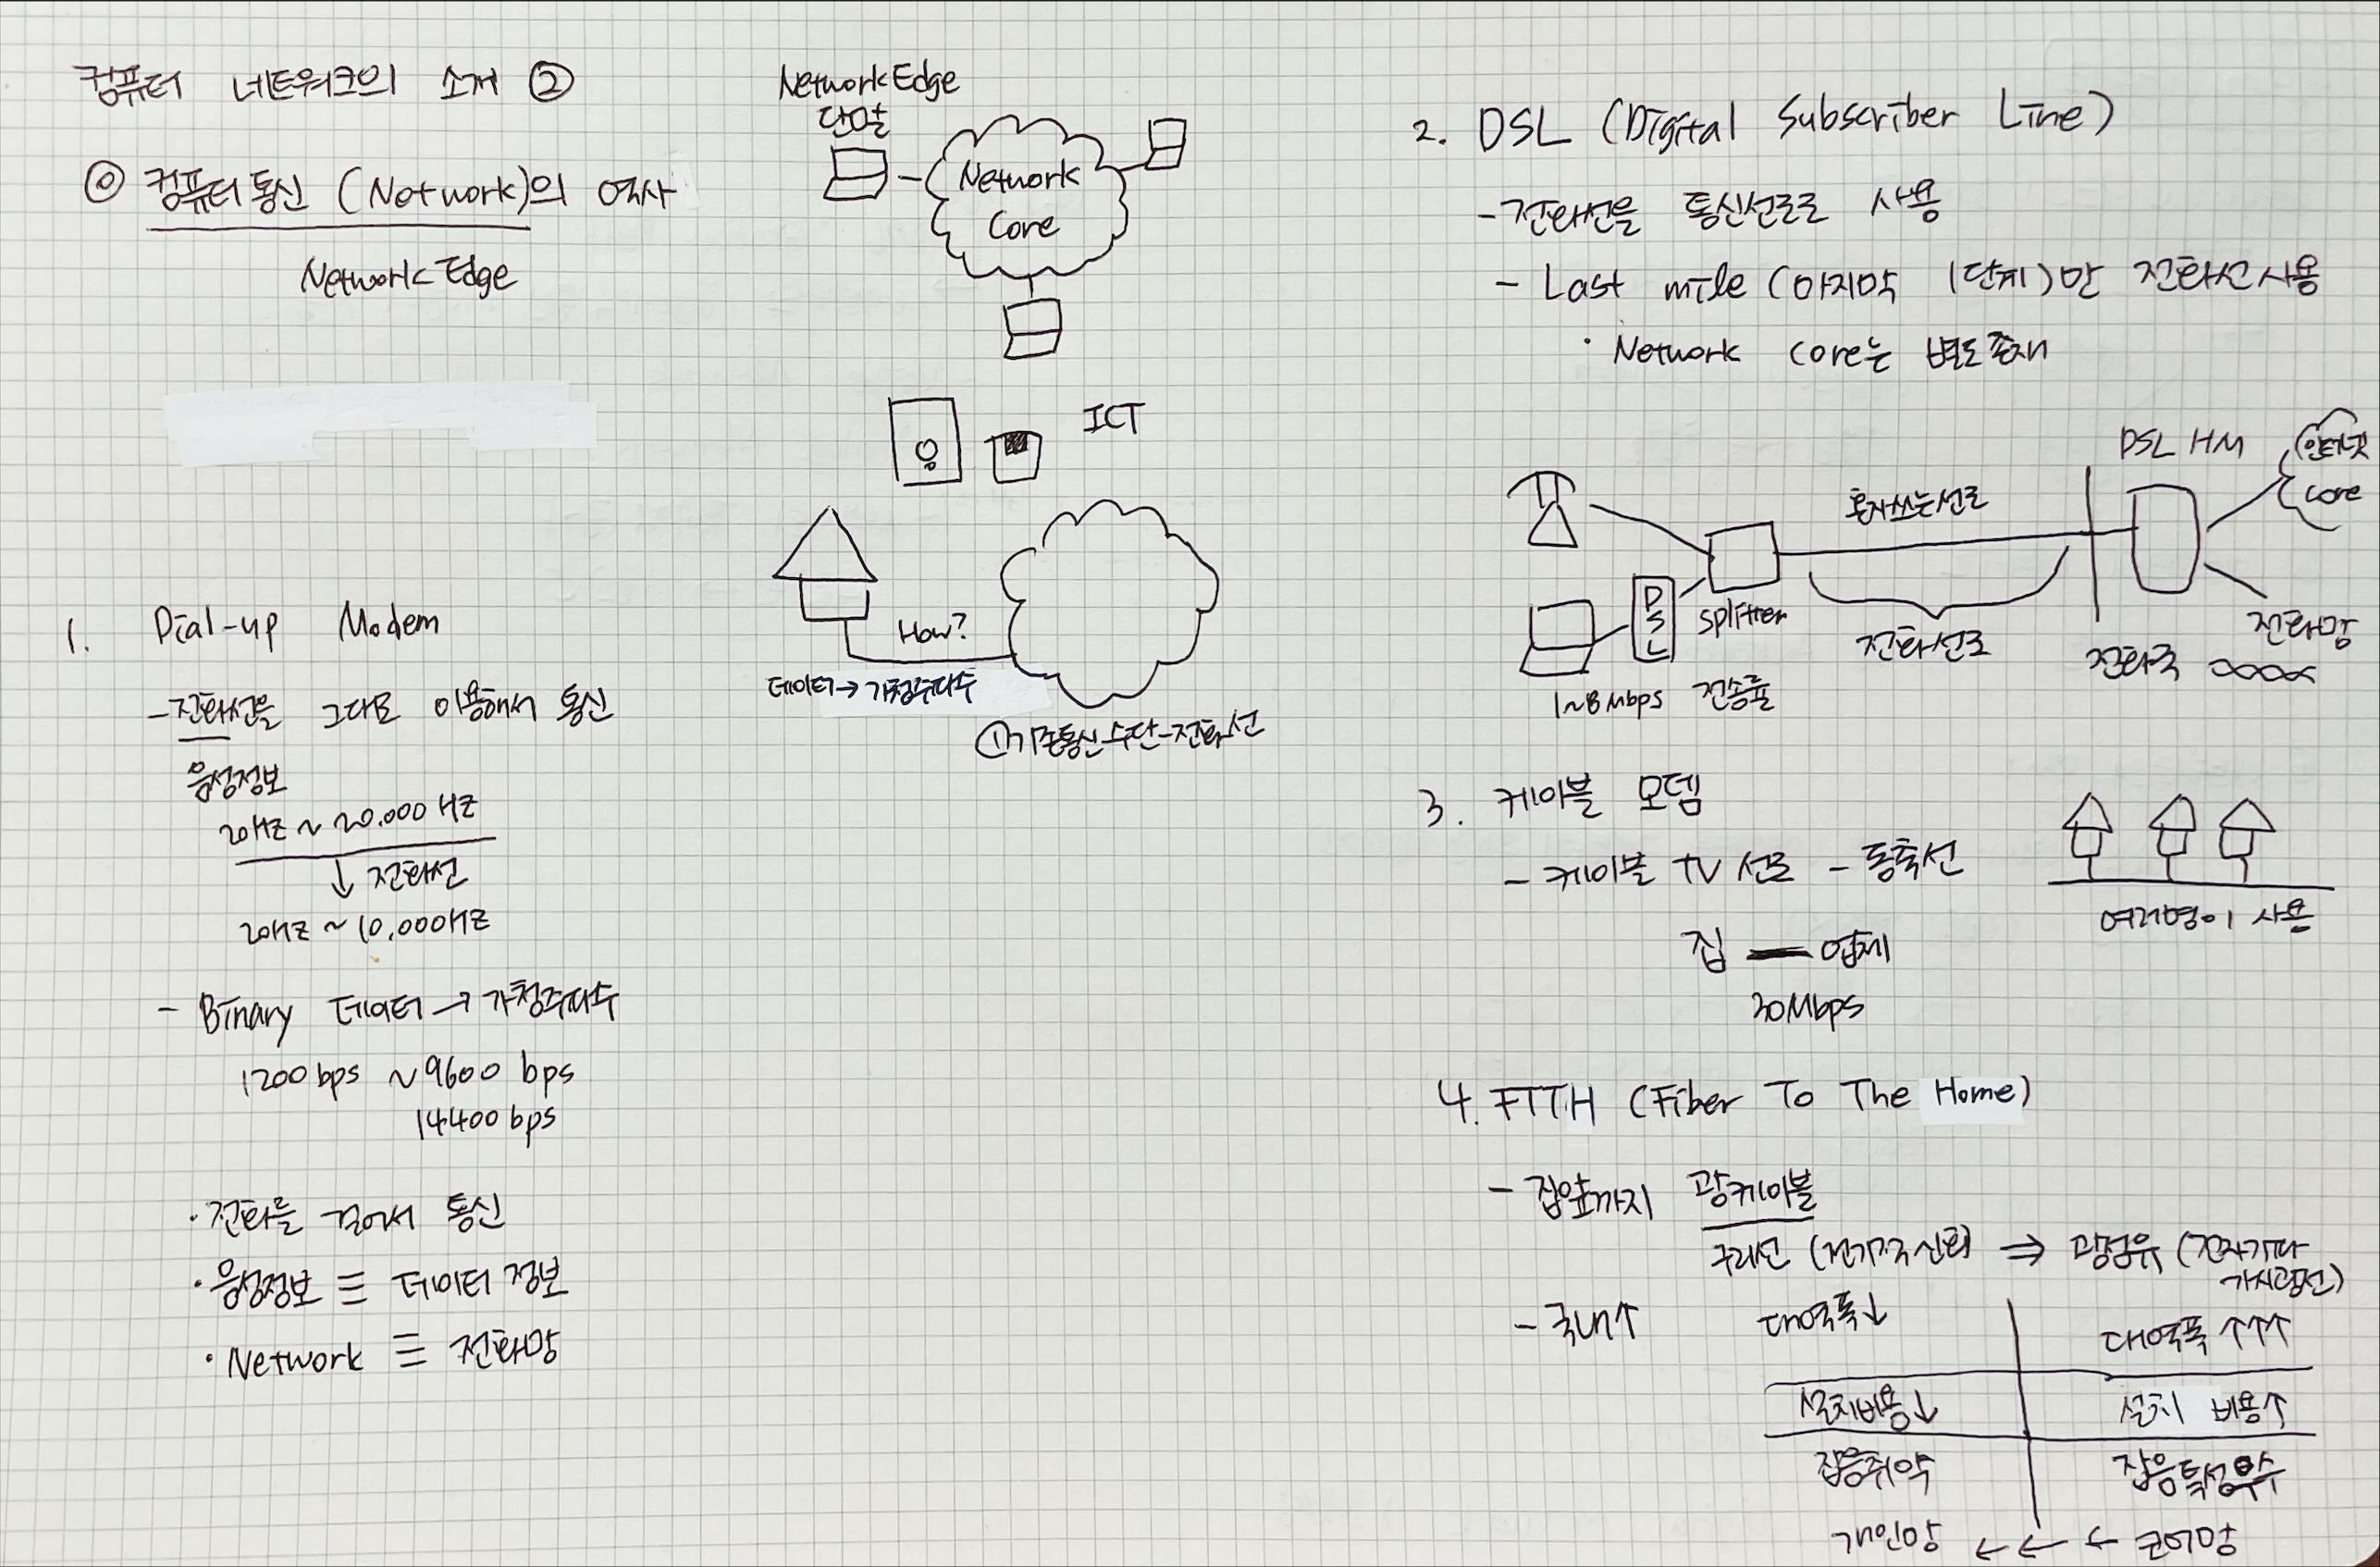 컴퓨터 네트워크의 소개 ②
◎ 컴퓨터통신 (Network)의 역사
Network Edge
Network Edge
단말
Network
Core
ICT
How?
데이터→가청주파수
①기존통신수단-전화선
1. Dial-up Modem
-전화선을 그대로 이용해서 통신
음성정보
20Hz ~ 20.000 HZ
↓ 전화선
20Hz ~ 10,000HZ
- Binary 데이터 → 가청주파수
1200 bps ~ 9600 bps
14400 bps
· 전화를 걸어서 통신
· 음성정보 ≡ 데이터 정보
· Network ≡ 전화망
2. DSL (Digital Subscriber Line)
-전화선을 통신선로로 사용
- Last mile (마지막 1단계)만 전화선 사용
· Network core는 별도 존재
DSL HM
인터넷
core
혼자쓰는선로
DSL
splitter
전화선로
전화국
전화망
1~8Mbps 전송률
3. 케이블 모뎀
- 케이블 TV 선로 - 동축선
집 — 업체
30Mbps
여러명이 사용
4. FTTH (Fiber To The Home)
- 집앞까지 광케이블
구리선 (전기적신호) ⇒ 광섬유 (전자기파
가시광선)
- 국내↑
대역폭↓ 대역폭 ↑↑↑
설치비용↓ 설치 비용↑
잡음취약 잡음특성우수
개인망 ← ← ← 코어망